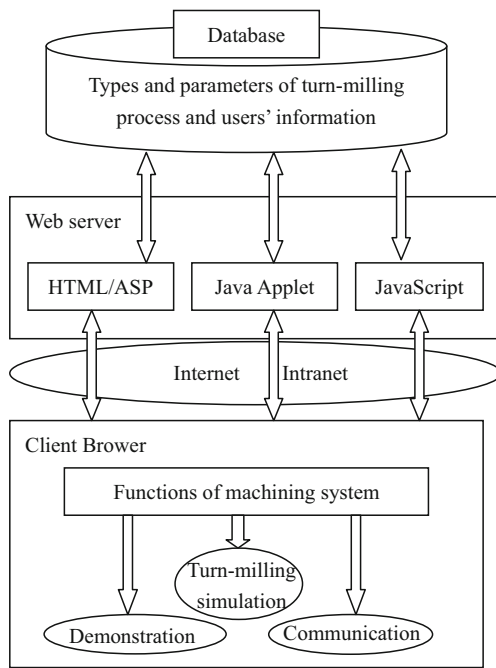 Database
Types and parameters of turn-milling
process and users’ information
Web server
HTML/ASP
Java Applet
JavaScript
Internet
Intranet
Client Brower
Functions of machining system
Turn-milling
simulation
Demonstration
Communication